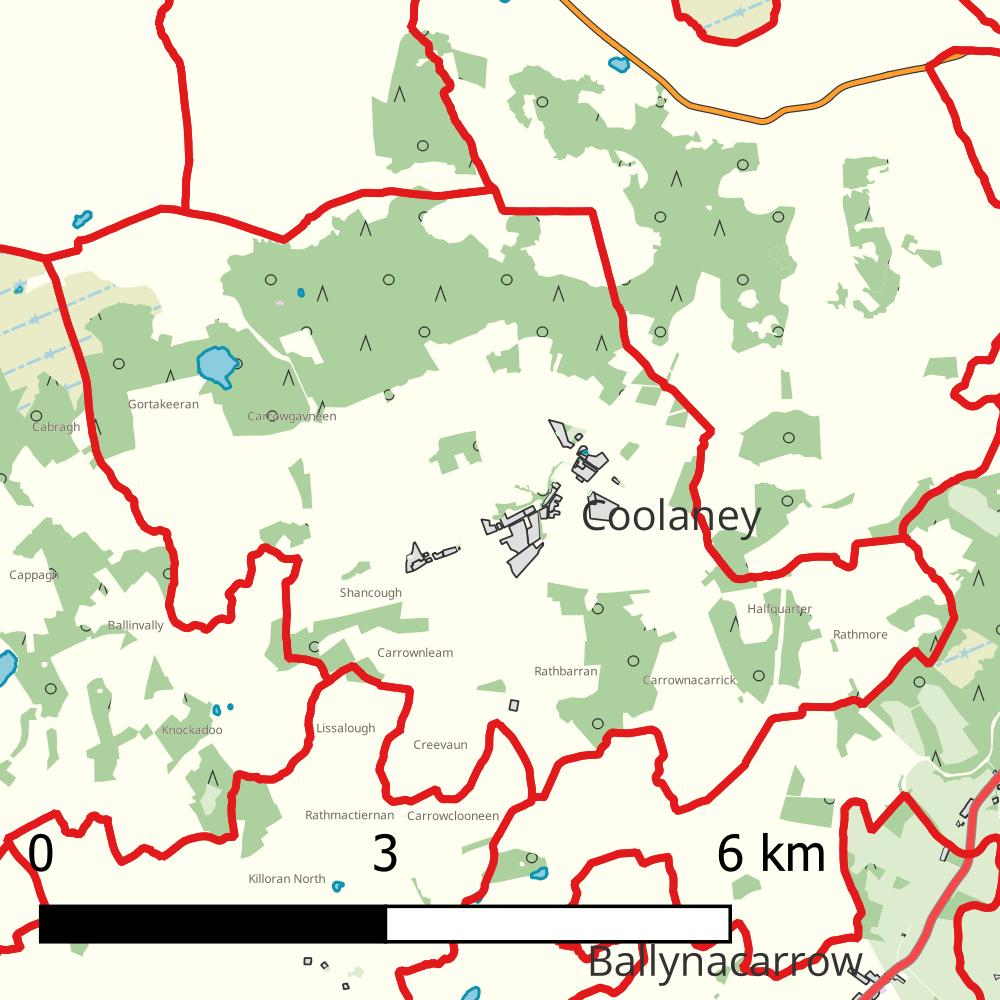 Gortakeeran
Carrowgavneen
Cabragh
Coolaney
Cappagh
Shancough
Halfquarter
Ballinvally
Rathmore
Carrownleam
Rathbarran
Carrownacarrick
Knockadoo
Lissalough
Creevaun
Rathmactiernan
Carrowclooneen
0 3 6 km
Killoran North
Ballynacarrow